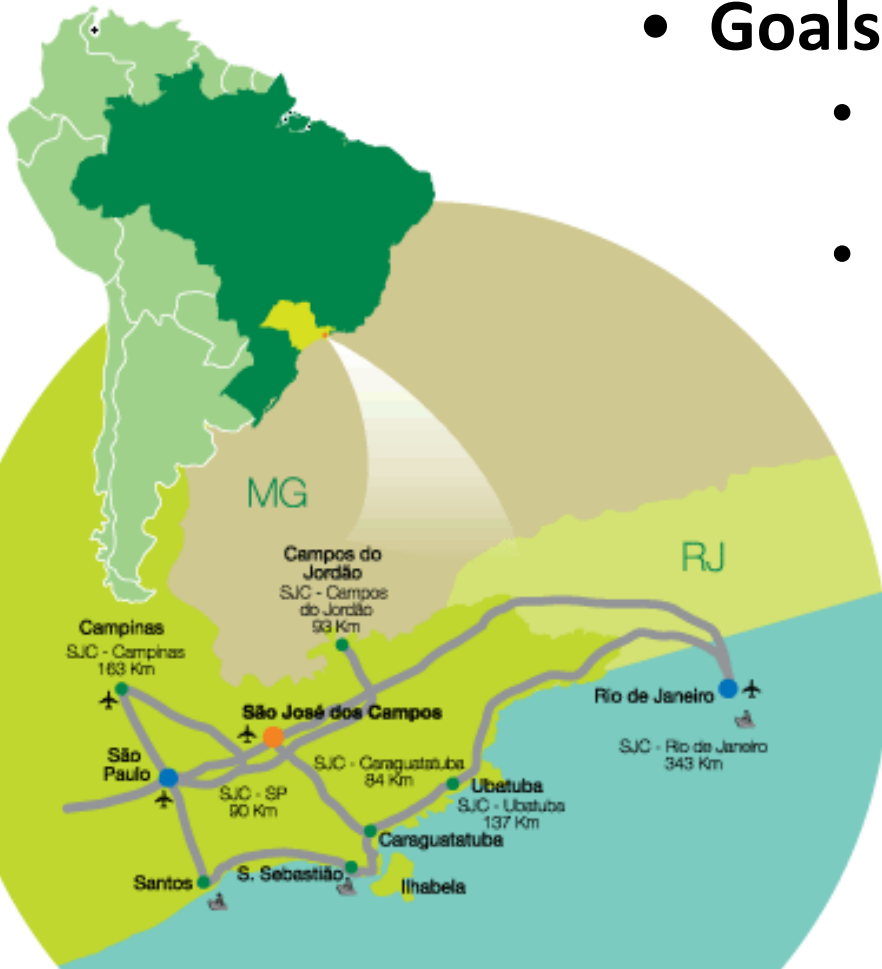 • Goals
•
•
MG
RJ
Campos do
Jordão
SJC - Campos
do Jordão
93 Km
Campinas
SJC - Campinas
163 Km
São José dos Campos
Rio de Janeiro
SJC - Rio de Janeiro
343 Km
São
Paulo
SJC - SP
90 Km
SJC - Caraguatatuba
84 Km
Ubatuba
SJC - Ubatuba
137 Km
Caraguatatuba
Santos
S. Sebastião
Ilhabela